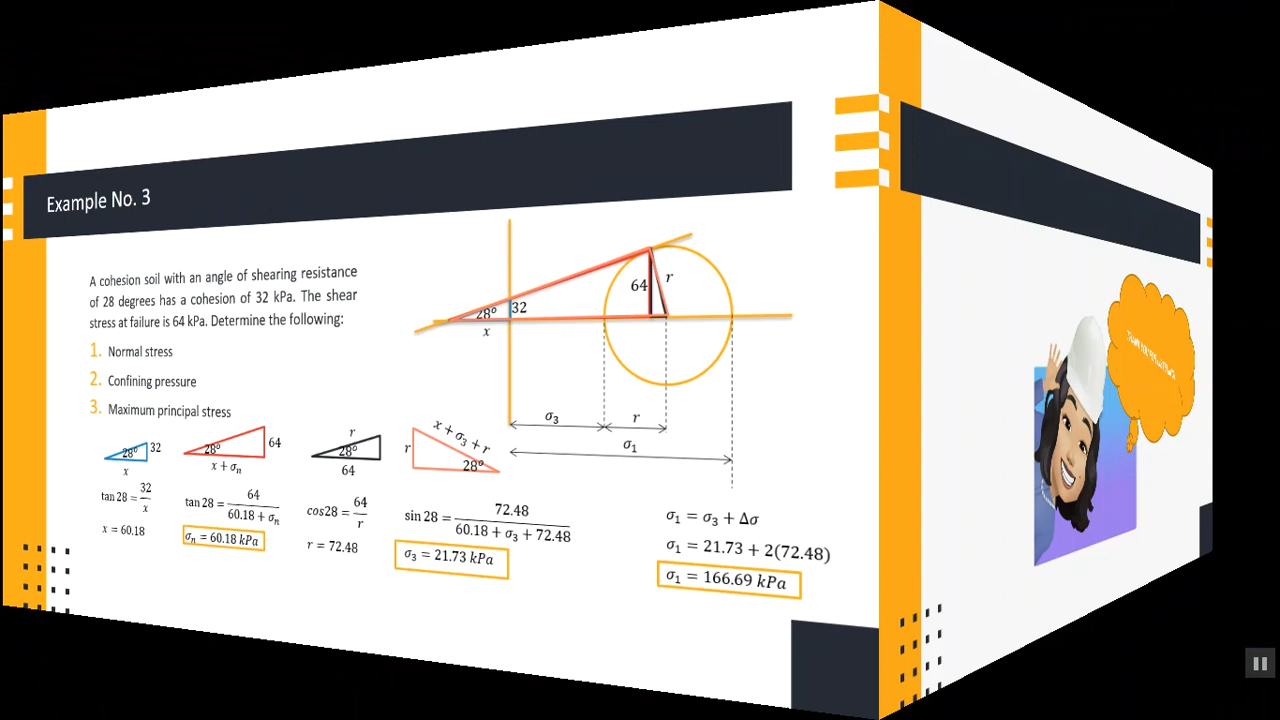 Example No. 3
A cohesion soil with an angle of shearing resistance
of 28 degrees has a cohesion of 32 kPa. The shear
stress at failure is 64 kPa. Determine the following:
1. Normal stress
2. Confining pressure
3. Maximum principal stress
28° 32 x
28° 64 x + σₙ
r 28° 64
r x + σ₃ + r 28°
tan 28 = 32/x
x = 60.18
tan 28 = 64/(60.18 + σₙ)
σₙ = 60.18 kPa
cos28 = 64/r
r = 72.48
sin 28 = 72.48/(60.18 + σ₃ + 72.48)
σ₃ = 21.73 kPa
64 r
28° 32
x
σ₃ r
σ₁
σ₁ = σ₃ + Δσ
σ₁ = 21.73 + 2(72.48)
σ₁ = 166.69 kPa